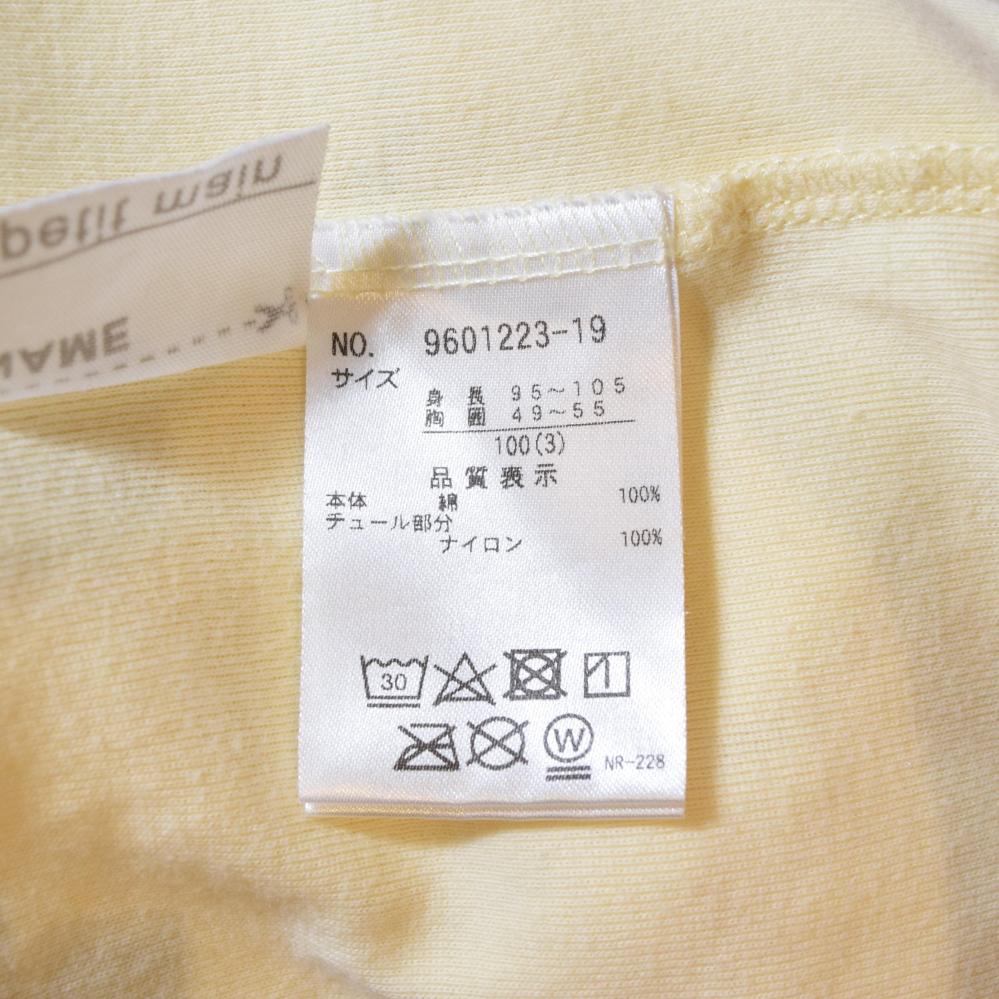 petit main
NAME
NO. 9601223-19
サイズ
身長 95～105
胸囲 49～55
100(3)
品質表示
本体 綿 100%
チュール部分
ナイロン 100%
30
W
NR-228